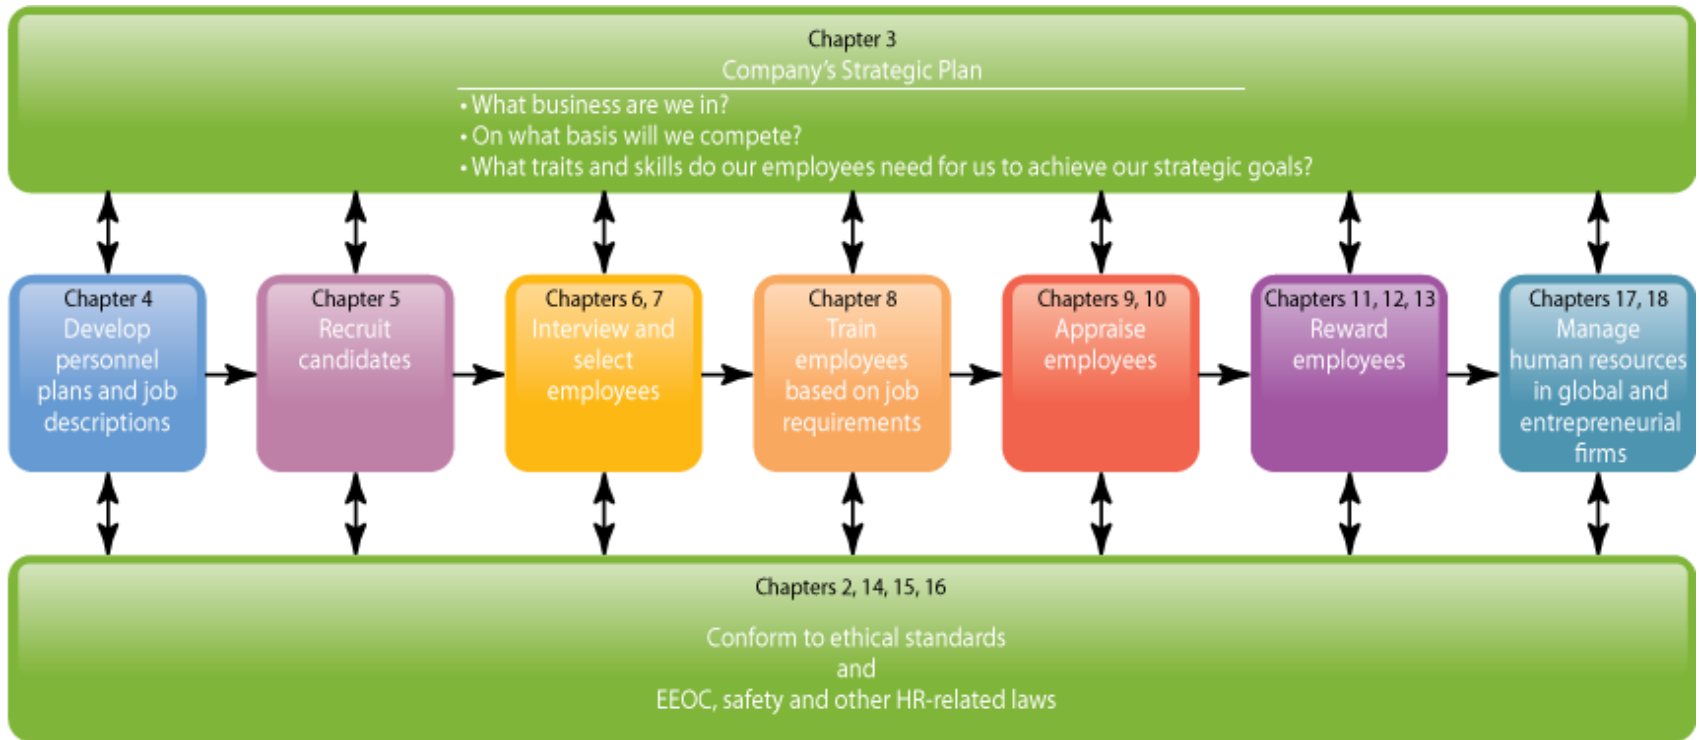 Chapter 3
Company’s Strategic Plan
• What business are we in?
• On what basis will we compete?
• What traits and skills do our employees need for us to achieve our strategic goals?
Chapter 4
Develop
personnel
plans and job
descriptions
Chapter 5
Recruit
candidates
Chapters 6, 7
Interview and
select
employees
Chapter 8
Train
employees
based on job
requirements
Chapters 9, 10
Appraise
employees
Chapters 11, 12, 13
Reward
employees
Chapters 17, 18
Manage
human resources
in global and
entrepreneurial
firms
Chapters 2, 14, 15, 16
Conform to ethical standards
and
EEOC, safety and other HR-related laws